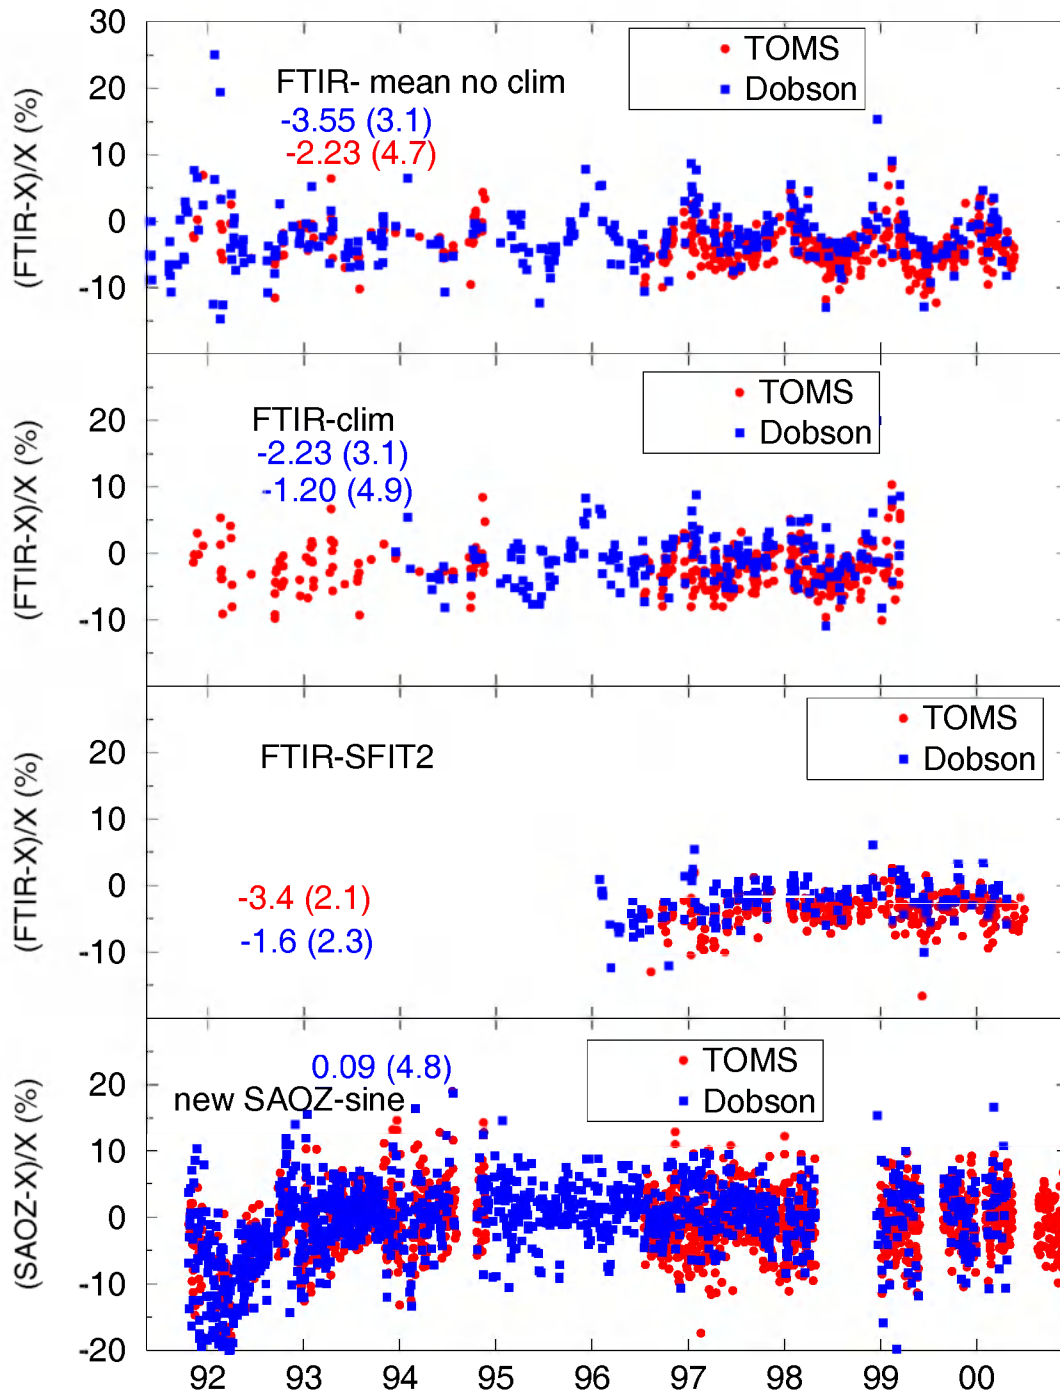 30
20
10
0
-10
(FTIR-X)/X (%)
FTIR- mean no clim
-3.55 (3.1)
-2.23 (4.7)
TOMS
Dobson
20
10
0
-10
(FTIR-X)/X (%)
FTIR-clim
-2.23 (3.1)
-1.20 (4.9)
TOMS
Dobson
20
10
0
-10
(FTIR-X)/X (%)
FTIR-SFIT2
-3.4 (2.1)
-1.6 (2.3)
TOMS
Dobson
20
10
0
-10
-20
(SAOZ-X)/X (%)
0.09 (4.8)
new SAOZ-sine
TOMS
Dobson
92 93 94 95 96 97 98 99 00